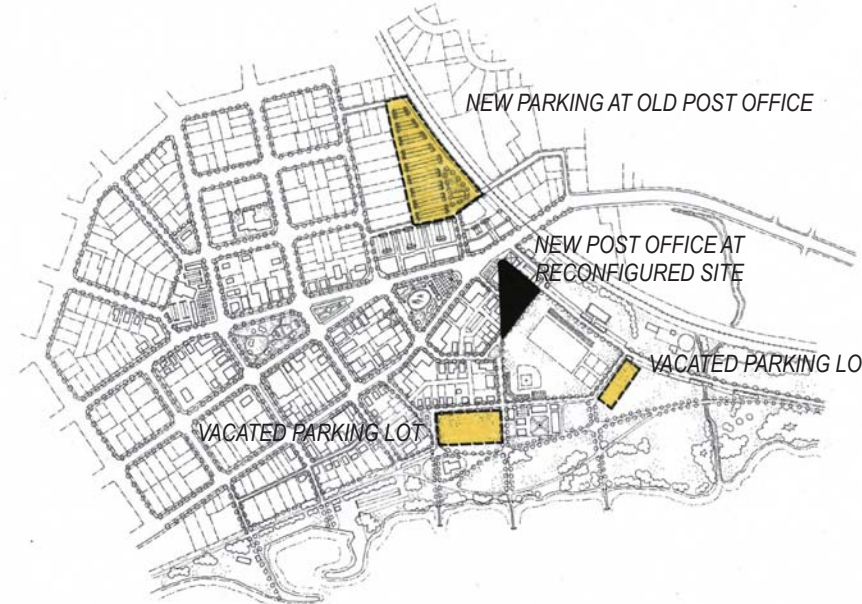 NEW PARKING AT OLD POST OFFICE
NEW POST OFFICE AT
RECONFIGURED SITE
VACATED PARKING LO
VACATED PARKING LOT